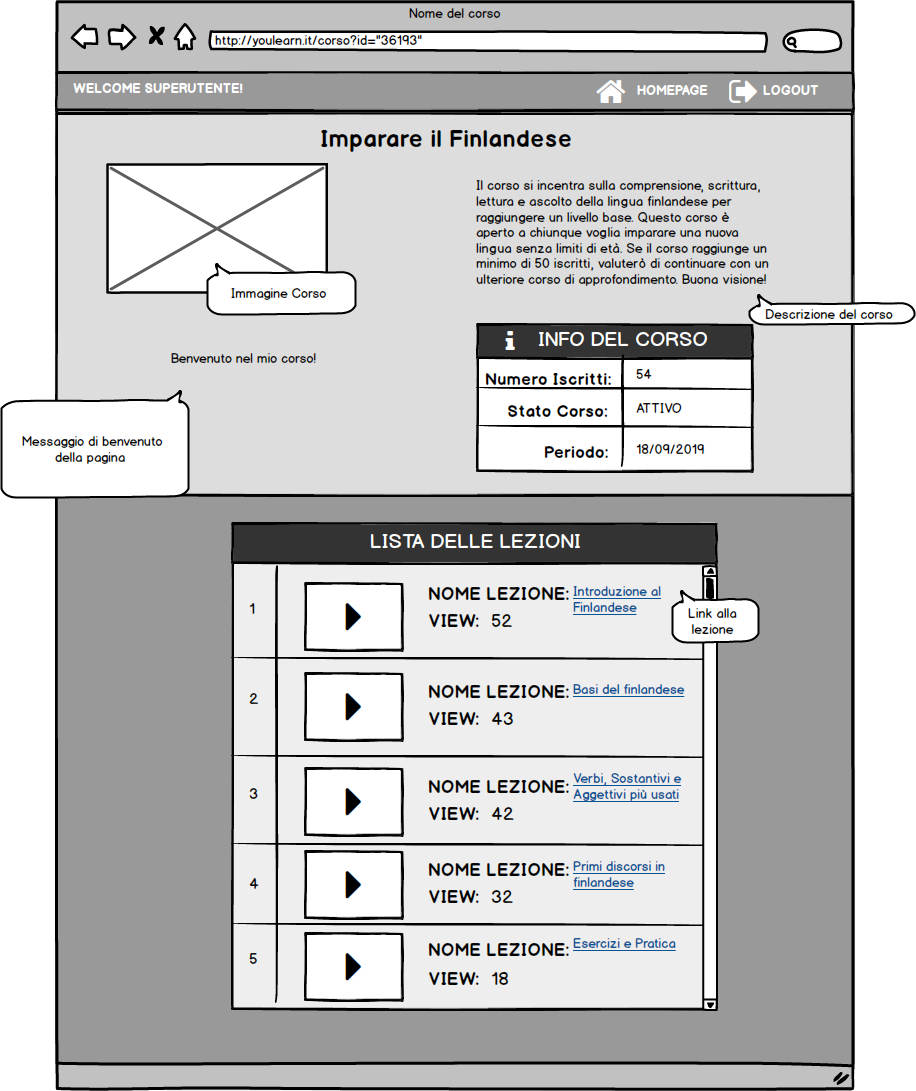 Nome del corso
http://youlearn.it/corso?id="36193"
WELCOME SUPERUTENTE!
HOMEPAGE
LOGOUT
Imparare il Finlandese
Immagine Corso
Il corso si incentra sulla comprensione, scrittura,
lettura e ascolto della lingua finlandese per
raggiungere un livello base. Questo corso è
aperto a chiunque voglia imparare una nuova
lingua senza limiti di età. Se il corso raggiunge un
minimo di 50 iscritti, valuterò di continuare con un
ulteriore corso di approfondimento. Buona visione!
Descrizione del corso
Benvenuto nel mio corso!
Messaggio di benvenuto
della pagina
INFO DEL CORSO
Numero Iscritti: 54
Stato Corso: ATTIVO
Periodo: 18/09/2019
LISTA DELLE LEZIONI
1
NOME LEZIONE: Introduzione al
Finlandese
VIEW: 52
Link alla
lezione
2
NOME LEZIONE: Basi del finlandese
VIEW: 43
3
NOME LEZIONE: Verbi, Sostantivi e
Aggettivi più usati
VIEW: 42
4
NOME LEZIONE: Primi discorsi in
finlandese
VIEW: 32
5
NOME LEZIONE: Esercizi e Pratica
VIEW: 18